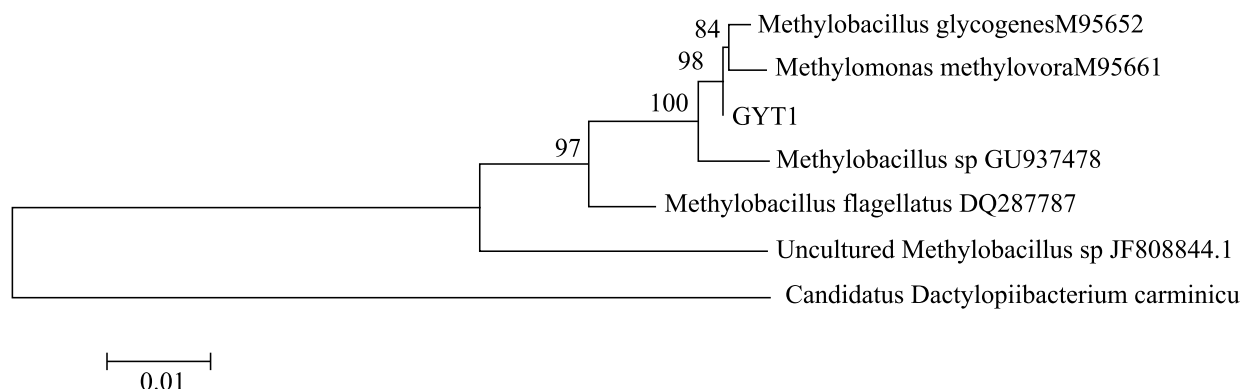 84
Methylobacillus glycogenesM95652
98
Methylomonas methylovoraM95661
100
GYT1
97
Methylobacillus sp GU937478
Methylobacillus flagellatus DQ287787
Uncultured Methylobacillus sp JF808844.1
Candidatus Dactylopiibacterium carminicu
0.01